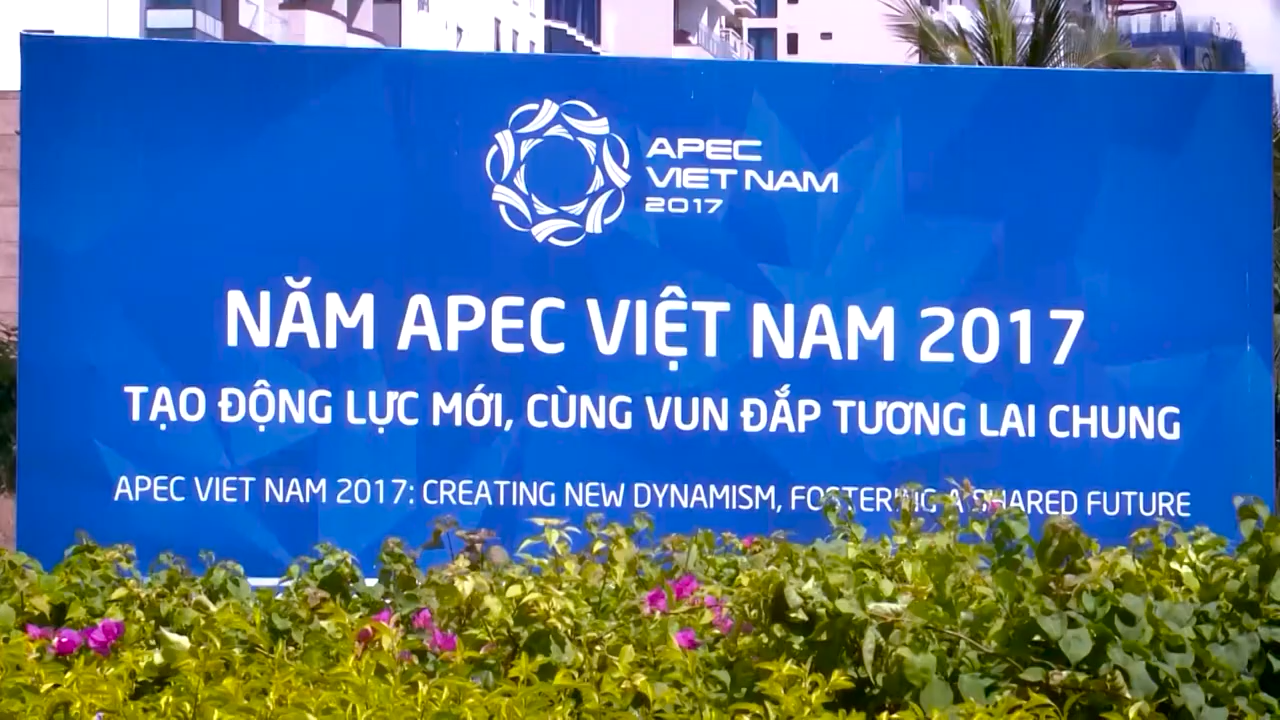 APEC
VIET NAM
2017
NĂM APEC VIỆT NAM 2017
TẠO ĐỘNG LỰC MỚI, CÙNG VUN ĐẮP TƯƠNG LAI CHUNG
APEC VIET NAM 2017: CREATING NEW DYNAMISM, FOSTERING A SHARED FUTURE